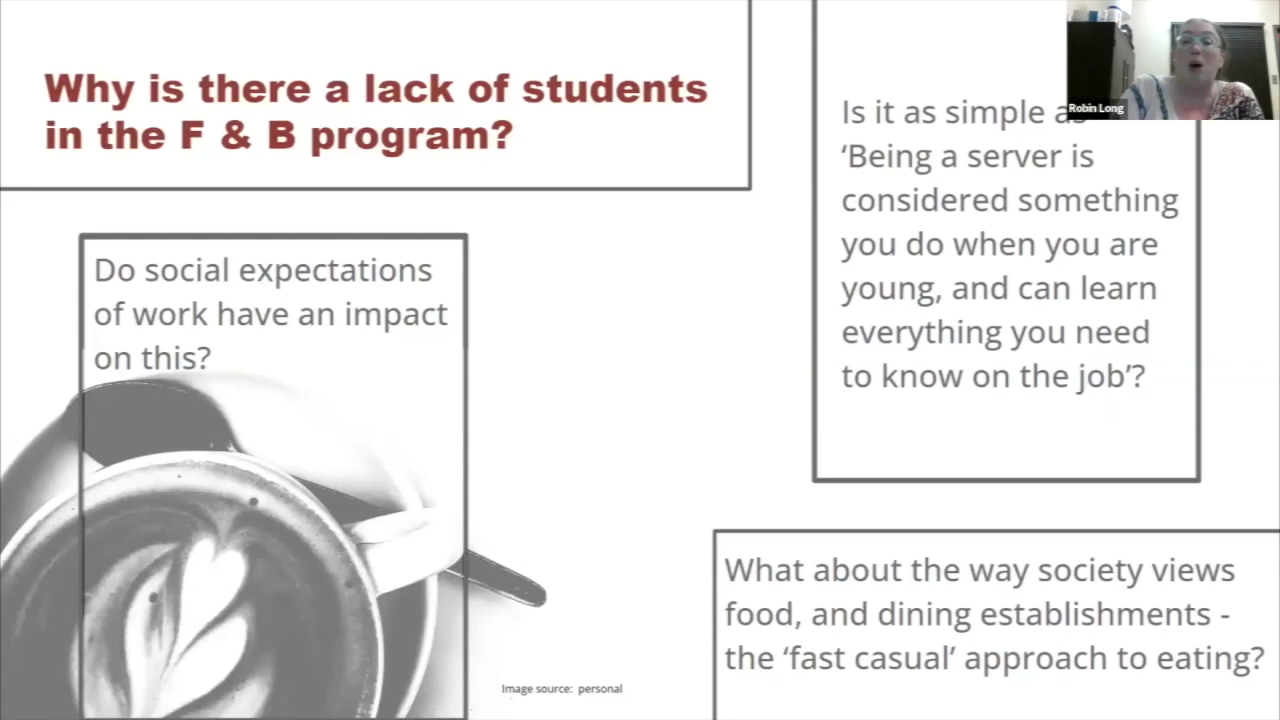 Why is there a lack of students
in the F & B program?
Do social expectations
of work have an impact
on this?
Is it as simple as
‘Being a server is
considered something
you do when you are
young, and can learn
everything you need
to know on the job’?
What about the way society views
food, and dining establishments -
the ‘fast casual’ approach to eating?
Image source: personal
Robin Long